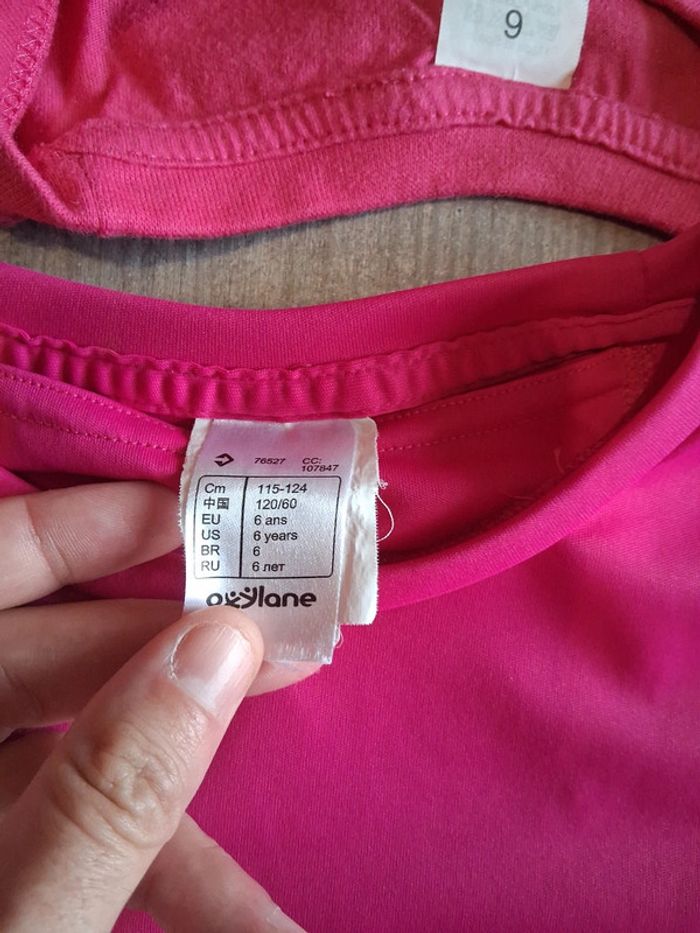 9
76527 CC:
107847
Cm 115-124
中国 120/60
EU 6 ans
US 6 years
BR 6
RU 6 лет
oxylane